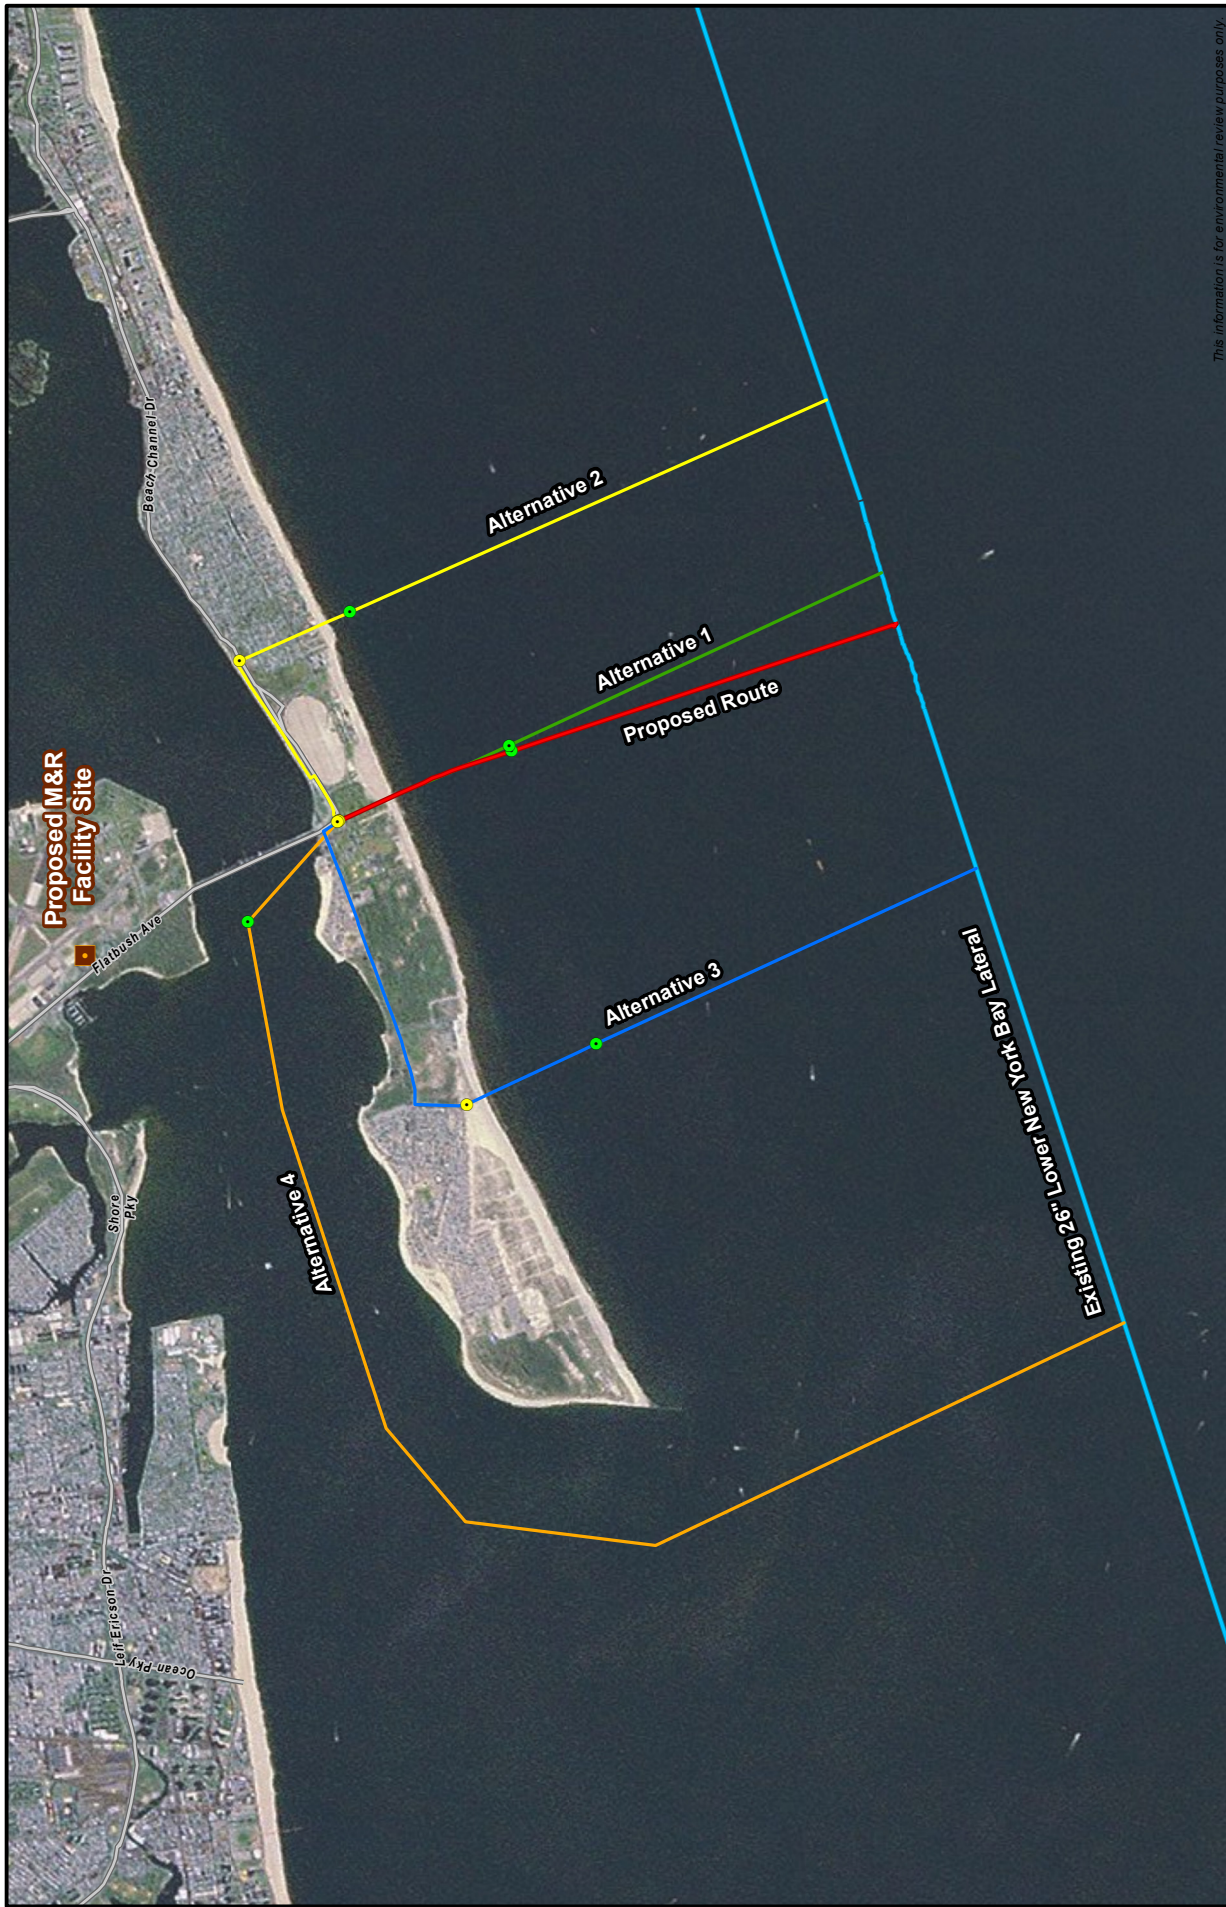 This information is for environmental review purposes only.
Beach Channel Dr
Alternative 2
Alternative 1
Proposed Route
Proposed M&R
Facility Site
Flatbush Ave
Alternative 3
Existing 26" Lower New York Bay Lateral
Alternative 4
Shore
Pky
Leif Ericson Dr
Ocean Pky